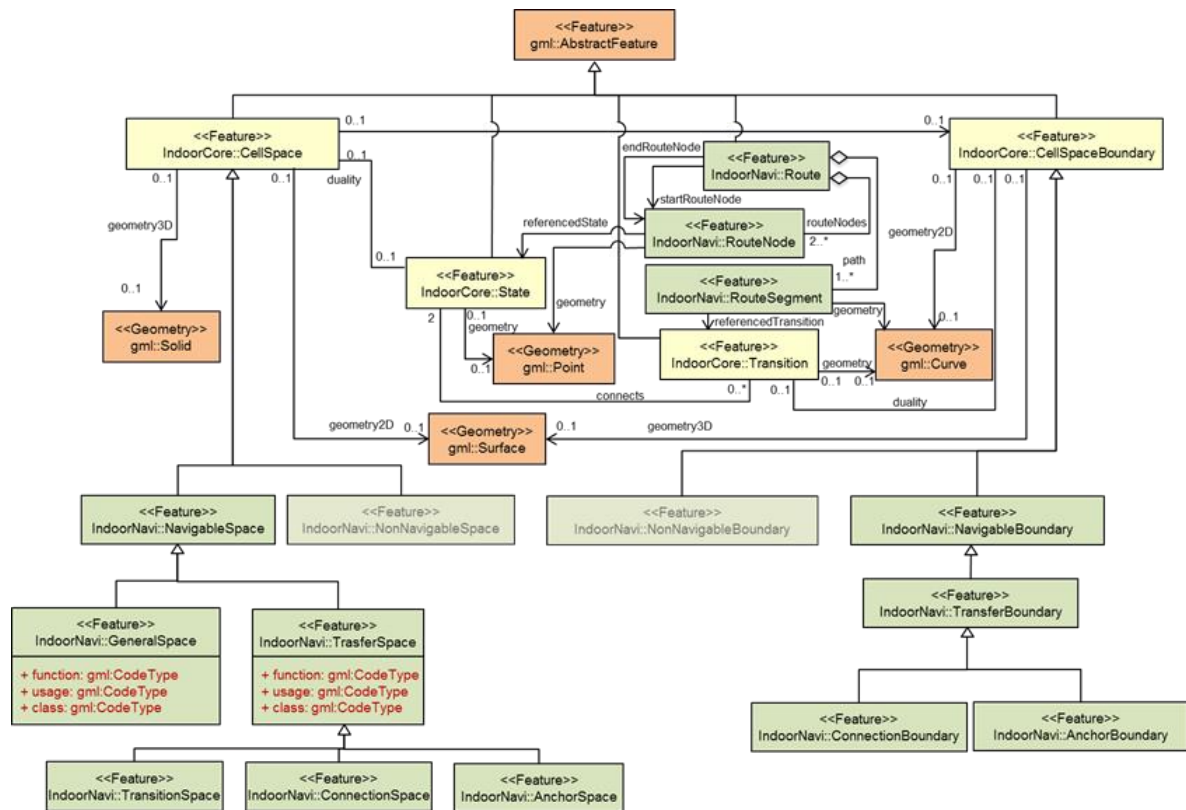 <<Feature>>
gml::AbstractFeature
0..1
0..1
<<Feature>>
IndoorCore::CellSpace
<<Feature>>
IndoorCore::CellSpaceBoundary
endRouteNode
<<Feature>>
IndoorNavi::Route
0..1
0..1
0..1
duality
startRouteNode
0..1
0..1
0..1
geometry3D
referencedState
<<Feature>>
IndoorNavi::RouteNode
routeNodes
2..*
geometry2D
0..1
<<Feature>>
IndoorCore::State
path
1..*
<<Feature>>
IndoorNavi::RouteSegment
0..1
geometry
geometry
0..1
2
0..1
geometry
referencedTransition
<<Geometry>>
gml::Solid
<<Geometry>>
gml::Point
0..1
<<Feature>>
IndoorCore::Transition
geometry
0..1
0..1
<<Geometry>>
gml::Curve
connects
0..*
0..1
duality
geometry2D
0..1
<<Geometry>>
gml::Surface
0..1
geometry3D
<<Feature>>
IndoorNavi::NavigableSpace
<<Feature>>
IndoorNavi::NonNavigableSpace
<<Feature>>
IndoorNavi::NonNavigableBoundary
<<Feature>>
IndoorNavi::NavigableBoundary
<<Feature>>
IndoorNavi::TransferBoundary
<<Feature>>
IndoorNavi::GeneralSpace
+ function: gml:CodeType
+ usage: gml:CodeType
+ class: gml:CodeType
<<Feature>>
IndoorNavi::TrasferSpace
+ function: gml:CodeType
+ usage: gml:CodeType
+ class: gml:CodeType
<<Feature>>
IndoorNavi::ConnectionBoundary
<<Feature>>
IndoorNavi::AnchorBoundary
<<Feature>>
IndoorNavi::TransitionSpace
<<Feature>>
IndoorNavi::ConnectionSpace
<<Feature>>
IndoorNavi::AnchorSpace